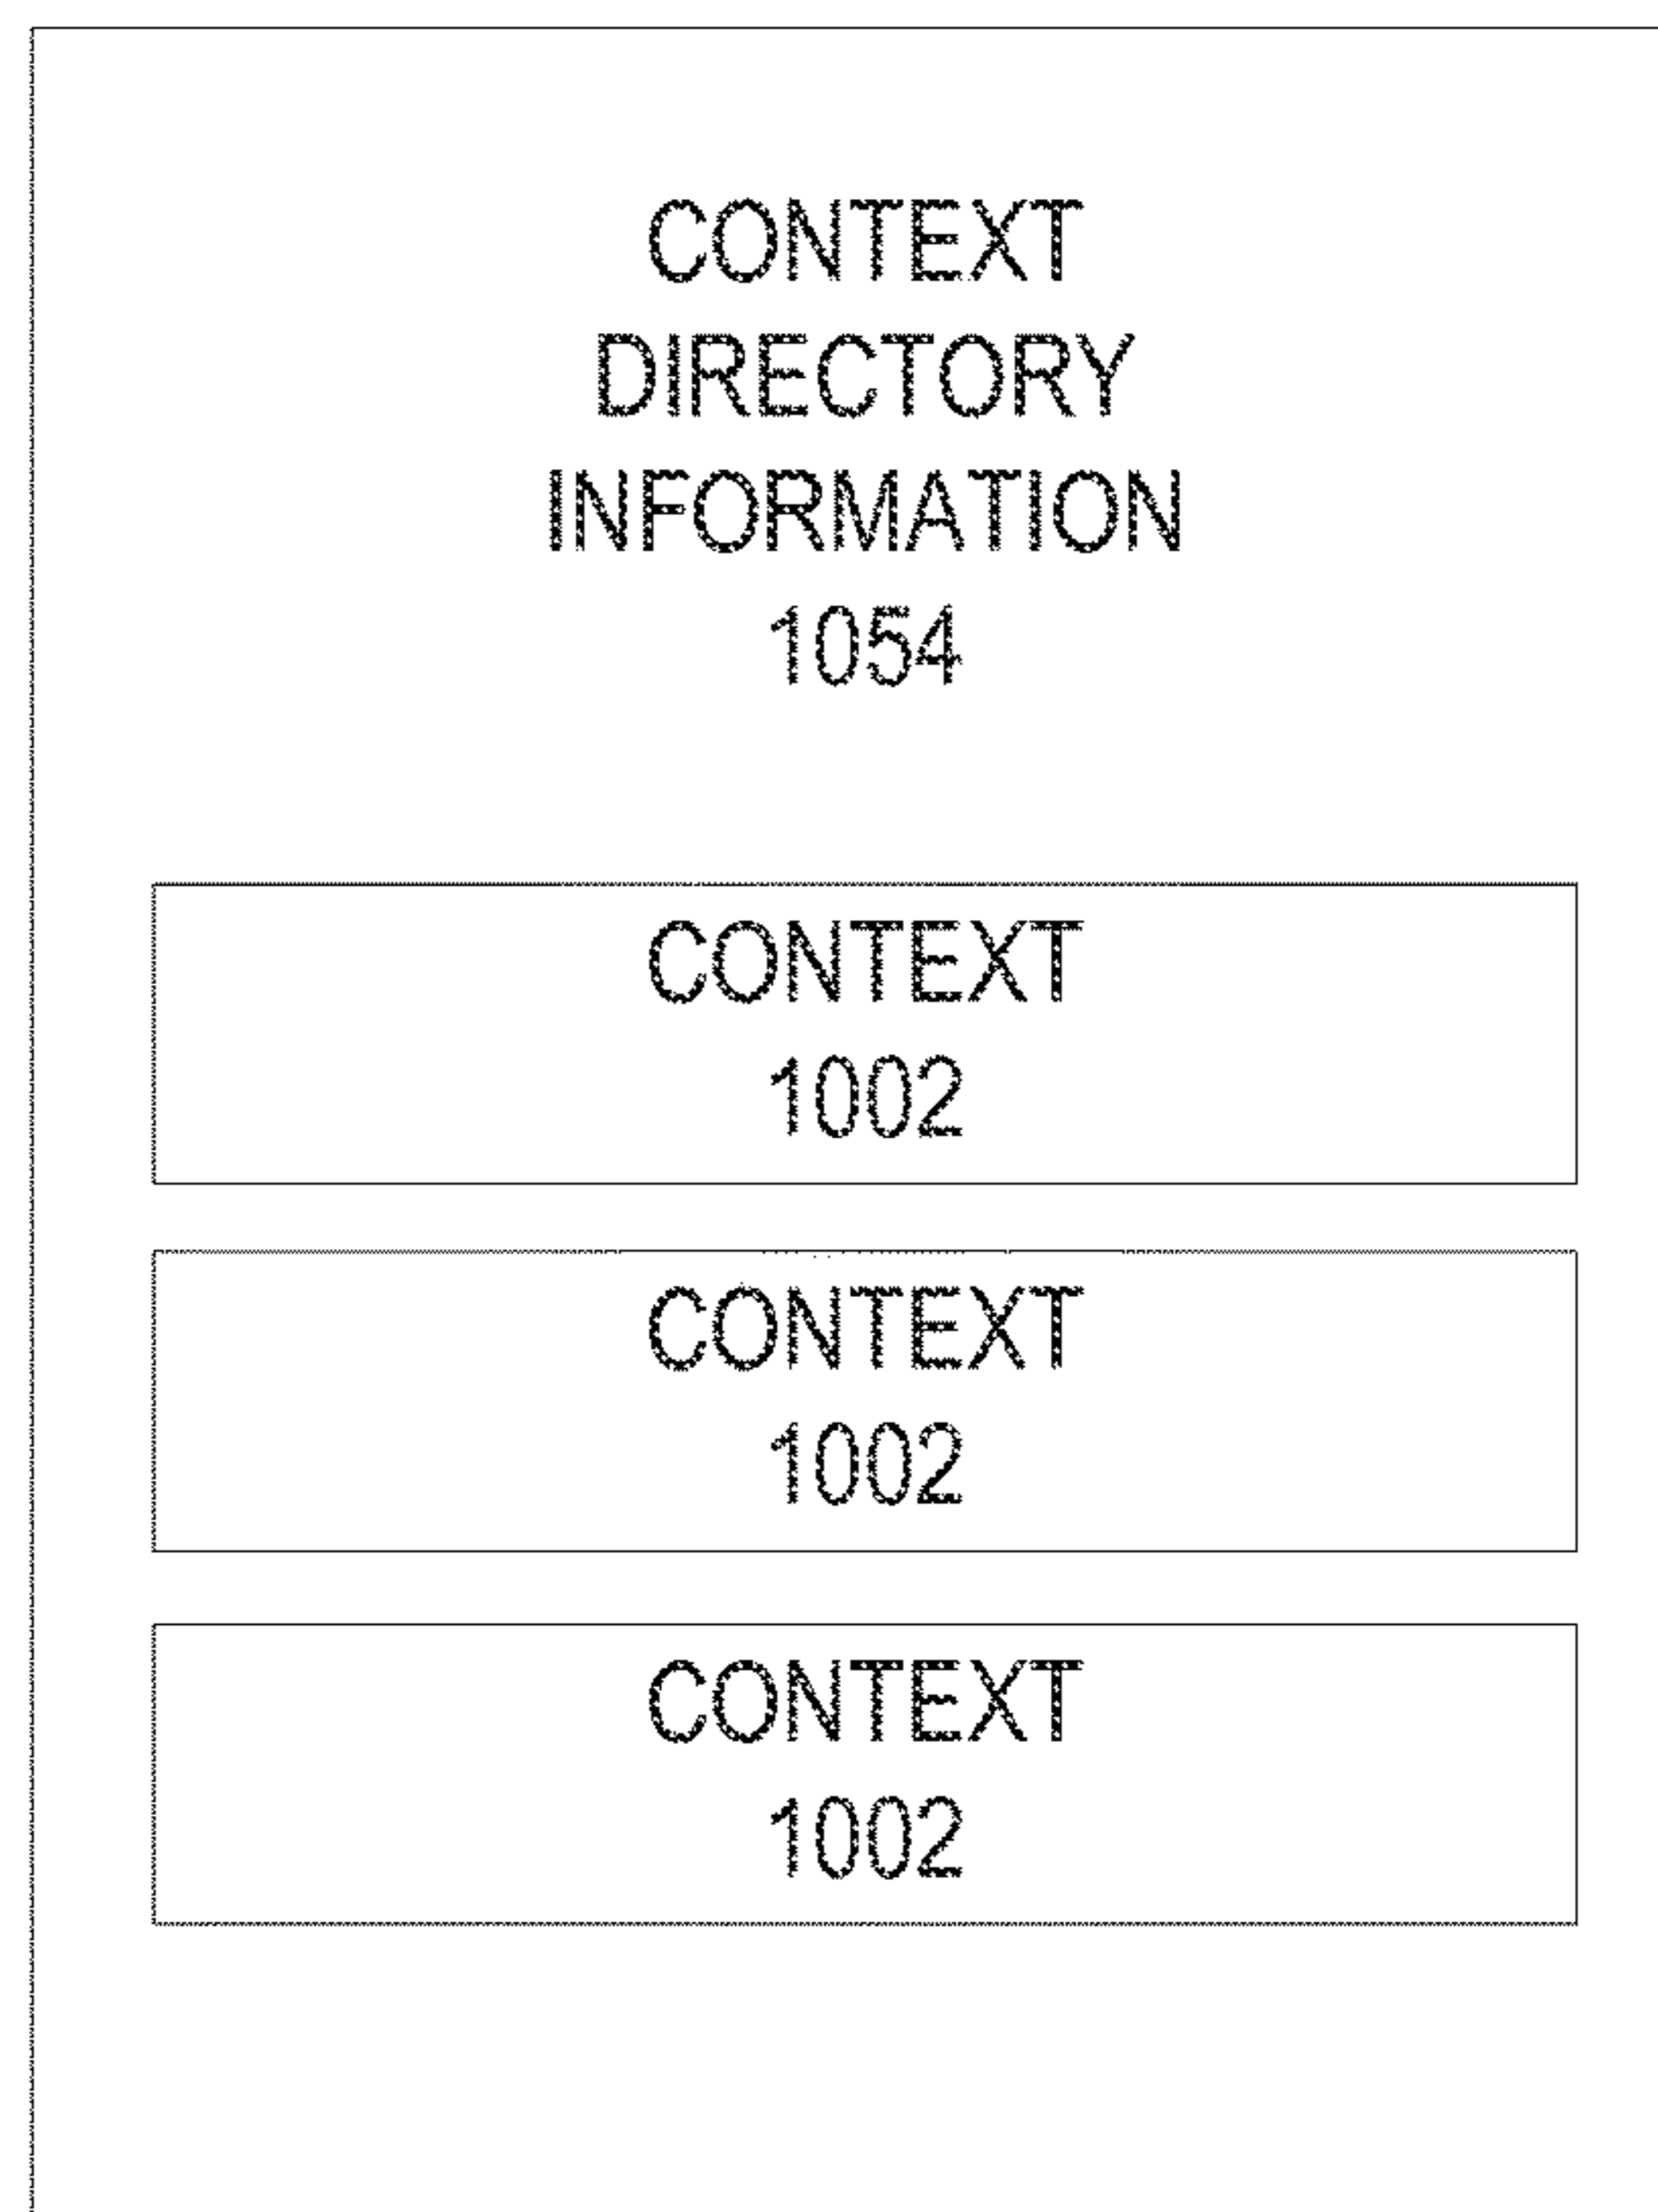 CONTEXT
DIRECTORY
INFORMATION
1054
CONTEXT
1002
CONTEXT
1002
CONTEXT
1002